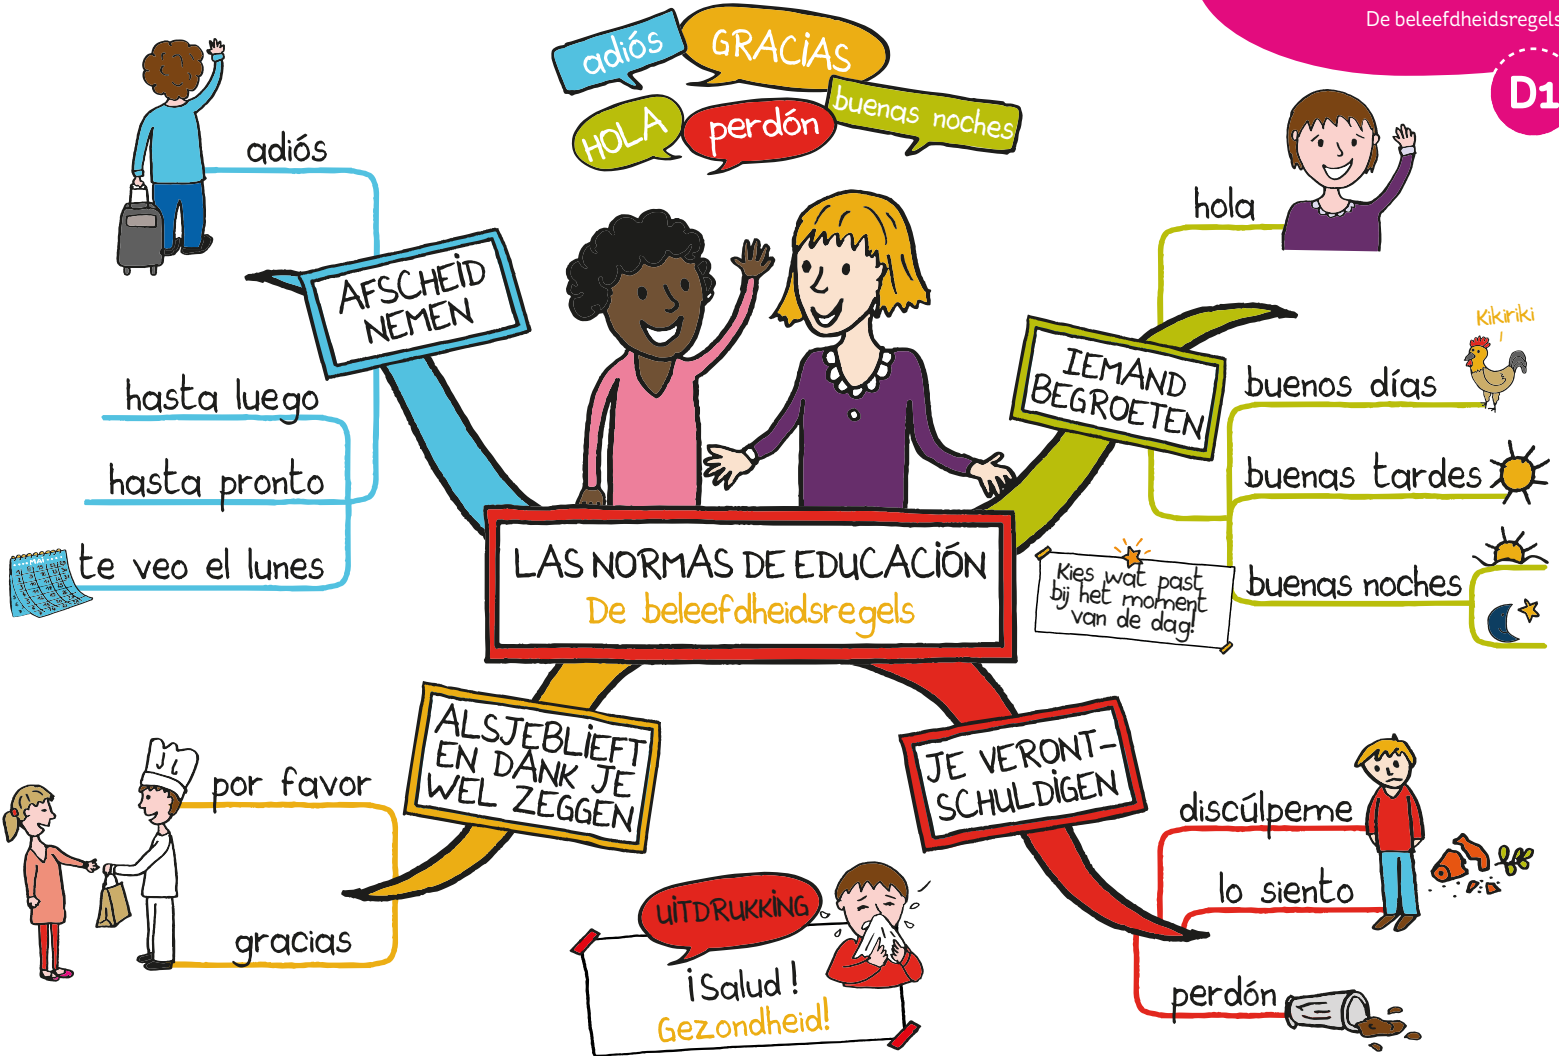 De beleefdheidsregels
D1
adiós
GRACIAS
HOLA
perdón
buenas noches
adiós
AFSCHEID
NEMEN
hasta luego
hasta pronto
MAI
te veo el lunes
hola
IEMAND
BEGROETEN
Kikiriki
buenos días
buenas tardes
buenas noches
Kies wat past
bij het moment
van de dag!
LAS NORMAS DE EDUCACIÓN
De beleefdheidsregels
ALSJEBLIEFT
EN DANK JE
WEL ZEGGEN
por favor
gracias
JE VERONT-
SCHULDIGEN
discúlpeme
lo siento
perdón
UITDRUKKING
¡Salud!
Gezondheid!